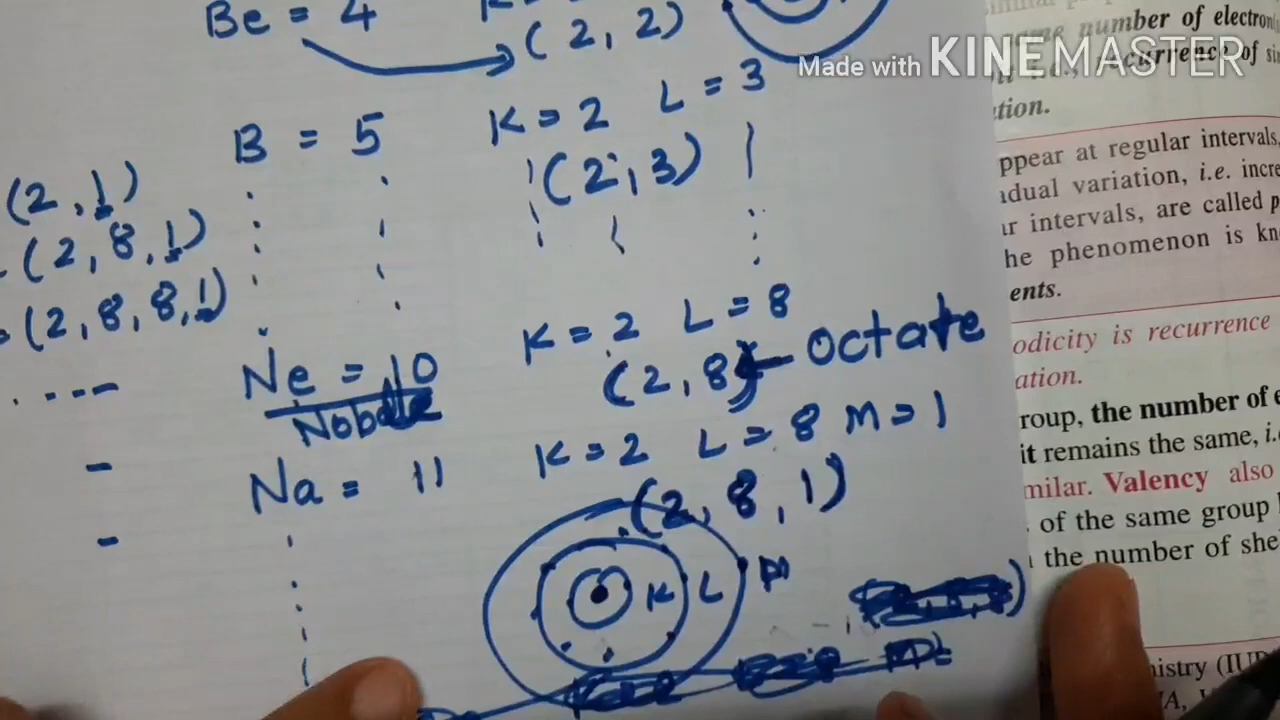 Be = 4
(2, 2)
Made with KINEMASTER
B = 5
K = 2 L = 3
(2, 3)
(2, 1)
(2, 8, 1)
(2, 8, 8, 1)
Ne = 10
K = 2 L = 8
(2, 8) ← octate
Na = 11
K = 2 L = 8 M = 1
(2, 8, 1)
K L M
number of electron
of
tion.
ppear at regular intervals,
dual variation, i.e. incre
r intervals, are called p
he phenomenon is kn
ents.
odicity is recurrence
ation.
roup, the number of e
it remains the same, i.
milar. Valency also
of the same group
the number of she
istry (IUP